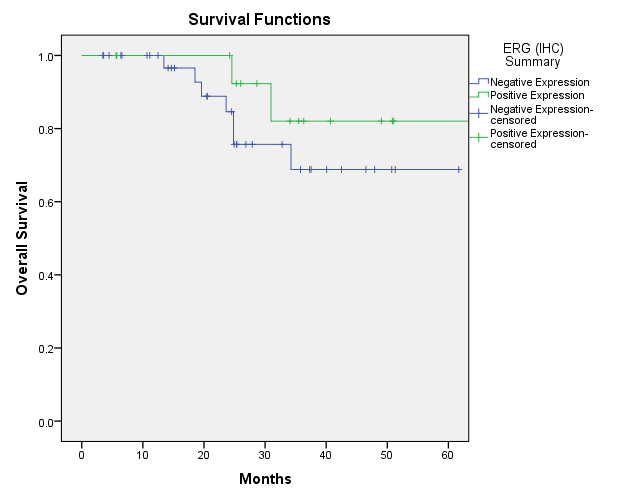 Survival Functions
ERG (IHC)
Summary
Negative Expression
Positive Expression
Negative Expression-
censored
Positive Expression-
censored
Overall Survival
1.0
0.8
0.6
0.4
0.2
0.0
0 10 20 30 40 50 60
Months